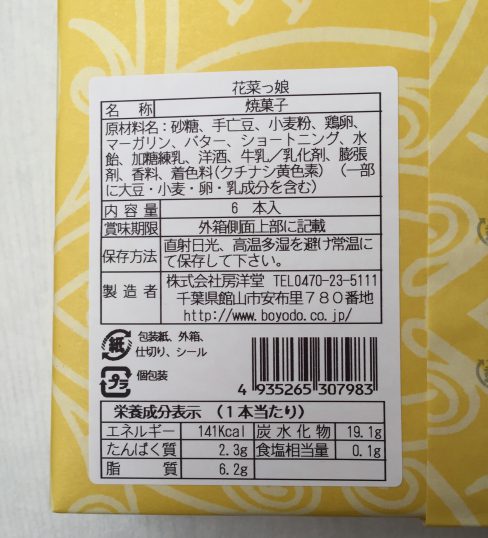 花菜っ娘
名 称 焼菓子
原材料名：砂糖、手亡豆、小麦粉、鶏卵、
マーガリン、バター、ショートニング、水
飴、加糖練乳、洋酒、牛乳／乳化剤、膨張
剤、香料、着色料（クチナシ黄色素）（一部
に大豆・小麦・卵・乳成分を含む）
内容量 6 本入
賞味期限 外箱側面上部に記載
保存方法 直射日光、高温多湿を避け常温に
て保存して下さい。
製造者 株式会社房洋堂 TEL0470-23-5111
千葉県館山市安布里７８０番地
http://www.boyodo.co.jp/
紙 包装紙、外箱、
仕切り、シール
プラ 個包装
4 935265 307983
栄養成分表示 （１本当たり）
エネルギー 141Kcal 炭水化物 19.1g
たんぱく質 2.3g 食塩相当量 0.1g
脂 質 6.2g